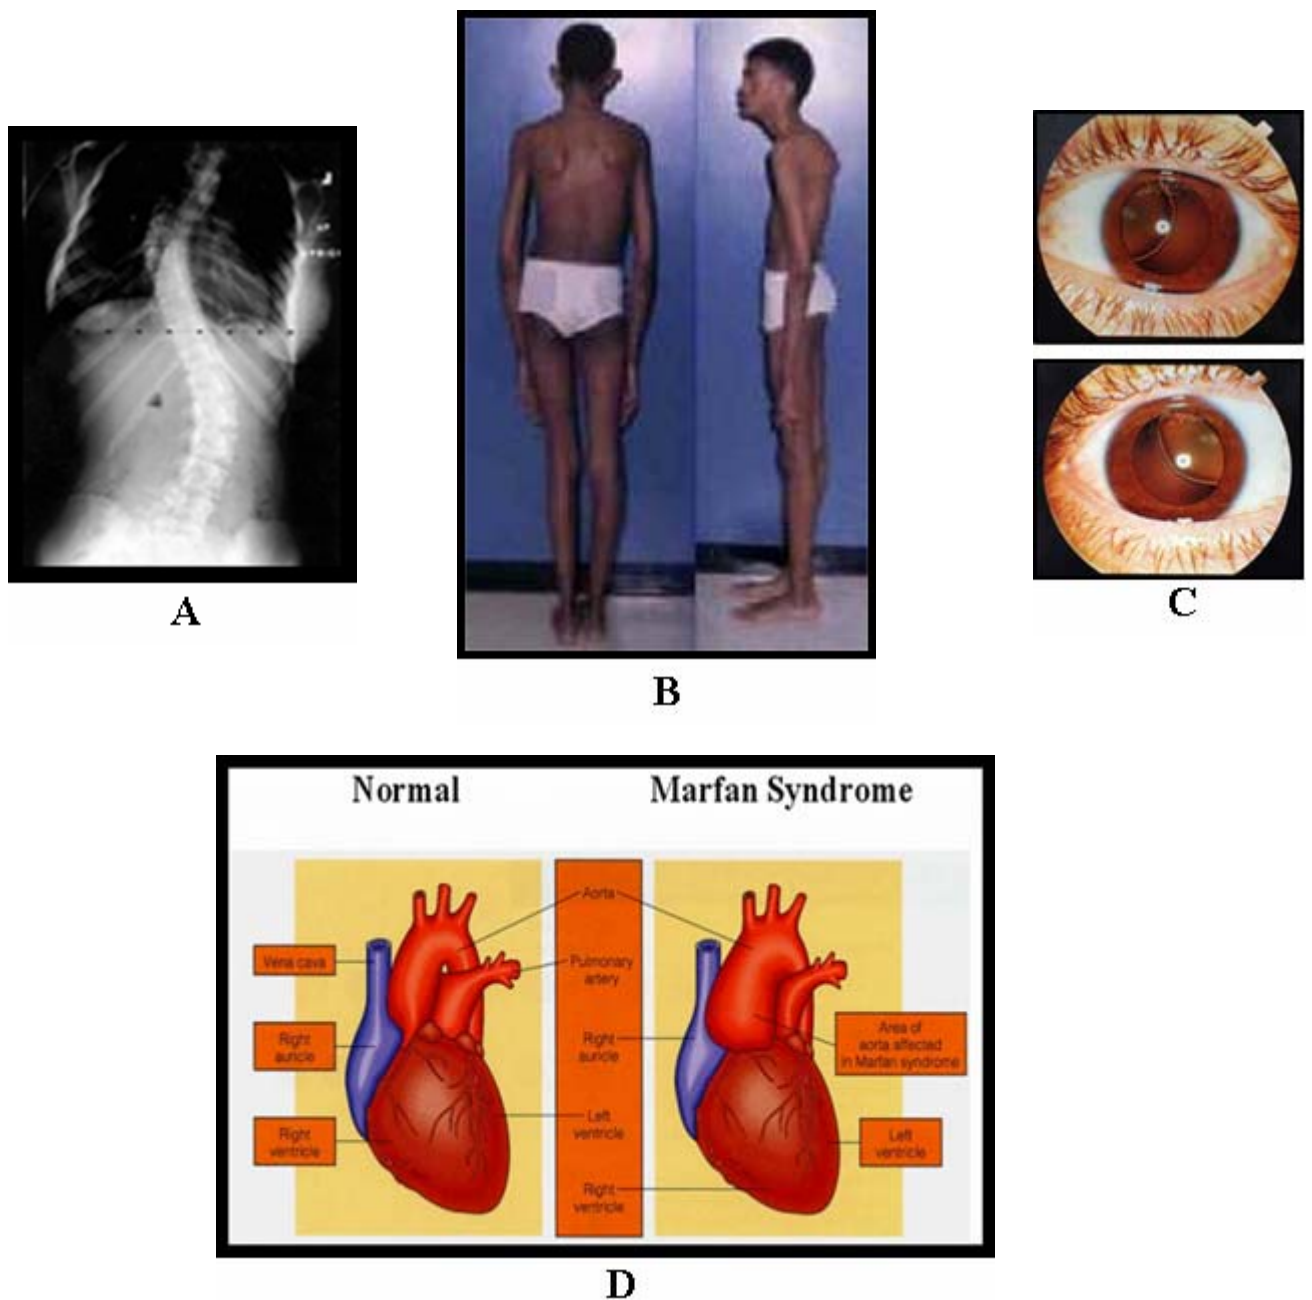 A
B
C
Normal
Marfan Syndrome
Aorta
Vena cava
Pulmonary
artery
Right
auricle
Right
auricle
Area of
aorta affected
in Marfan syndrome
Right
ventricle
Left
ventricle
Left
ventricle
Right
ventricle
D